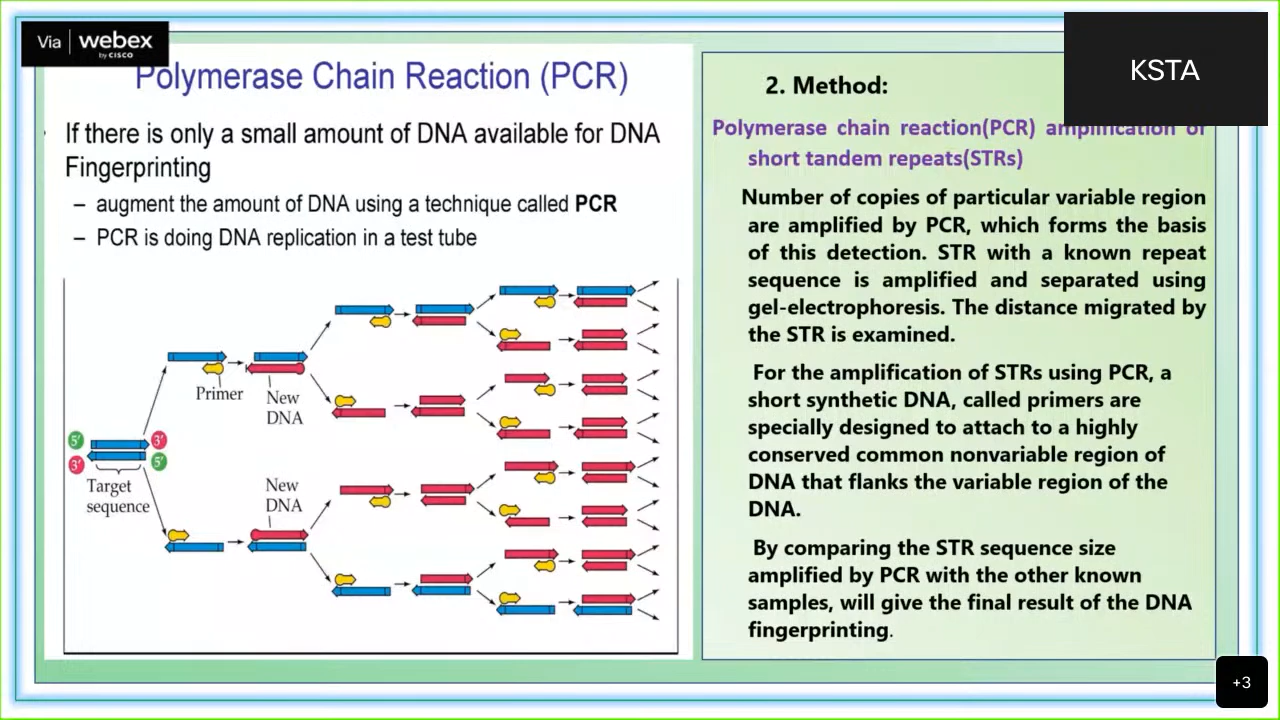 Via webex
by CISCO
KSTA
Polymerase Chain Reaction (PCR)
If there is only a small amount of DNA available for DNA
Fingerprinting
– augment the amount of DNA using a technique called PCR
– PCR is doing DNA replication in a test tube
Primer
New
DNA
5' 3'
3' 5'
Target
sequence
New
DNA
2. Method:
Polymerase chain reaction(PCR) amplification of
short tandem repeats(STRs)
Number of copies of particular variable region
are amplified by PCR, which forms the basis
of this detection. STR with a known repeat
sequence is amplified and separated using
gel-electrophoresis. The distance migrated by
the STR is examined.
For the amplification of STRs using PCR, a
short synthetic DNA, called primers are
specially designed to attach to a highly
conserved common nonvariable region of
DNA that flanks the variable region of the
DNA.
By comparing the STR sequence size
amplified by PCR with the other known
samples, will give the final result of the DNA
fingerprinting.
+3